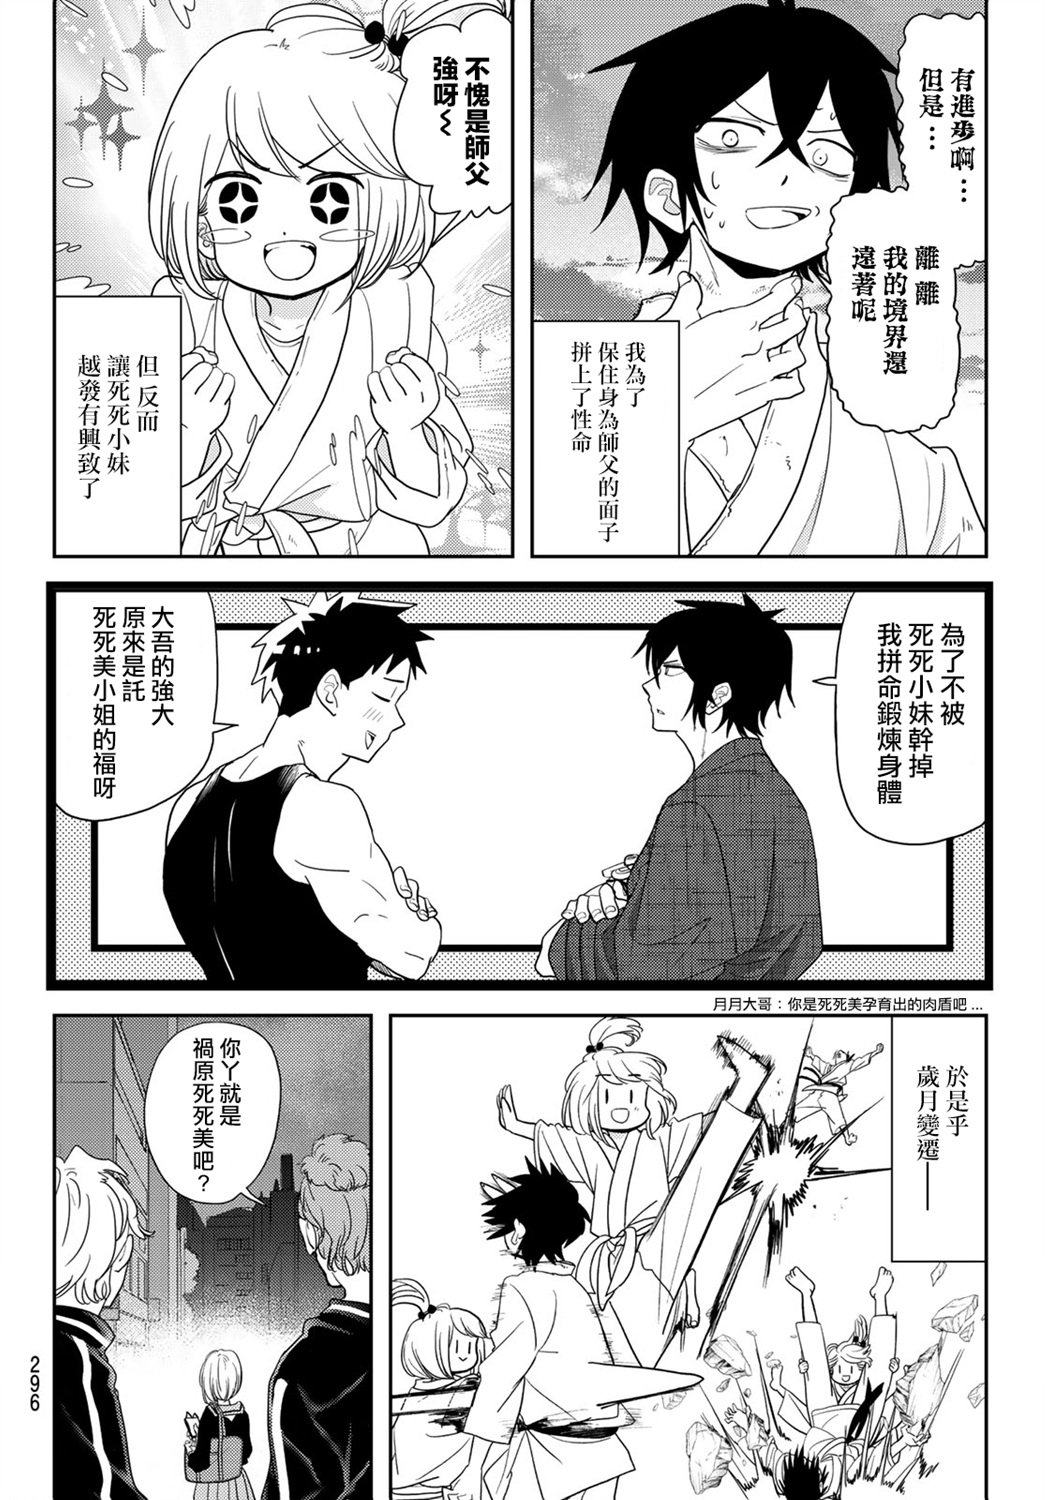 有進步啊…
但是…
離離
我的境界還
遠著呢
我為了
保住身為師父的面子
拼上了性命
不愧是師父
強呀～
但反而
讓死死小妹
越發有興致了
為了不被
死死小妹幹掉
我拼命鍛煉身體
大吾的強大
原來是託
死死美小姐的福呀
月月大哥：你是死死美孕育出的肉盾吧...
於是乎
歲月變遷——
你丫就是
禍原死死美吧？
296